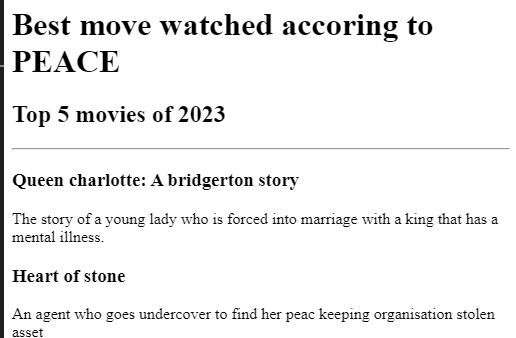 Best move watched accoring to
PEACE
Top 5 movies of 2023
Queen charlotte: A bridgerton story
The story of a young lady who is forced into marriage with a king that has a
mental illness.
Heart of stone
An agent who goes undercover to find her peac keeping organisation stolen
asset